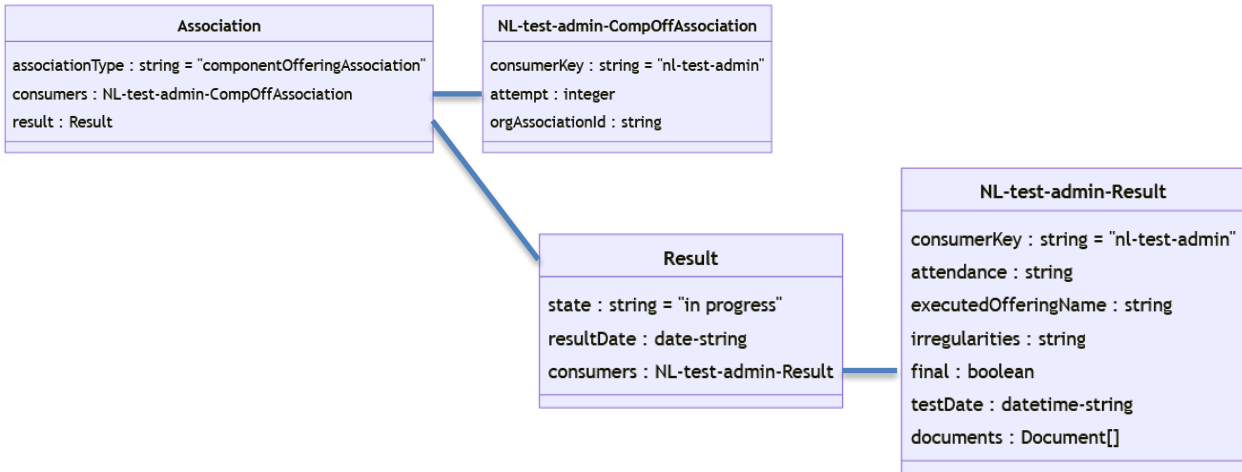 Association
associationType : string = "componentOfferingAssociation"
consumers : NL-test-admin-CompOffAssociation
result : Result
NL-test-admin-CompOffAssociation
consumerKey : string = "nl-test-admin"
attempt : integer
orgAssociationId : string
Result
state : string = "in progress"
resultDate : date-string
consumers : NL-test-admin-Result
NL-test-admin-Result
consumerKey : string = "nl-test-admin"
attendance : string
executedOfferingName : string
irregularities : string
final : boolean
testDate : datetime-string
documents : Document[]